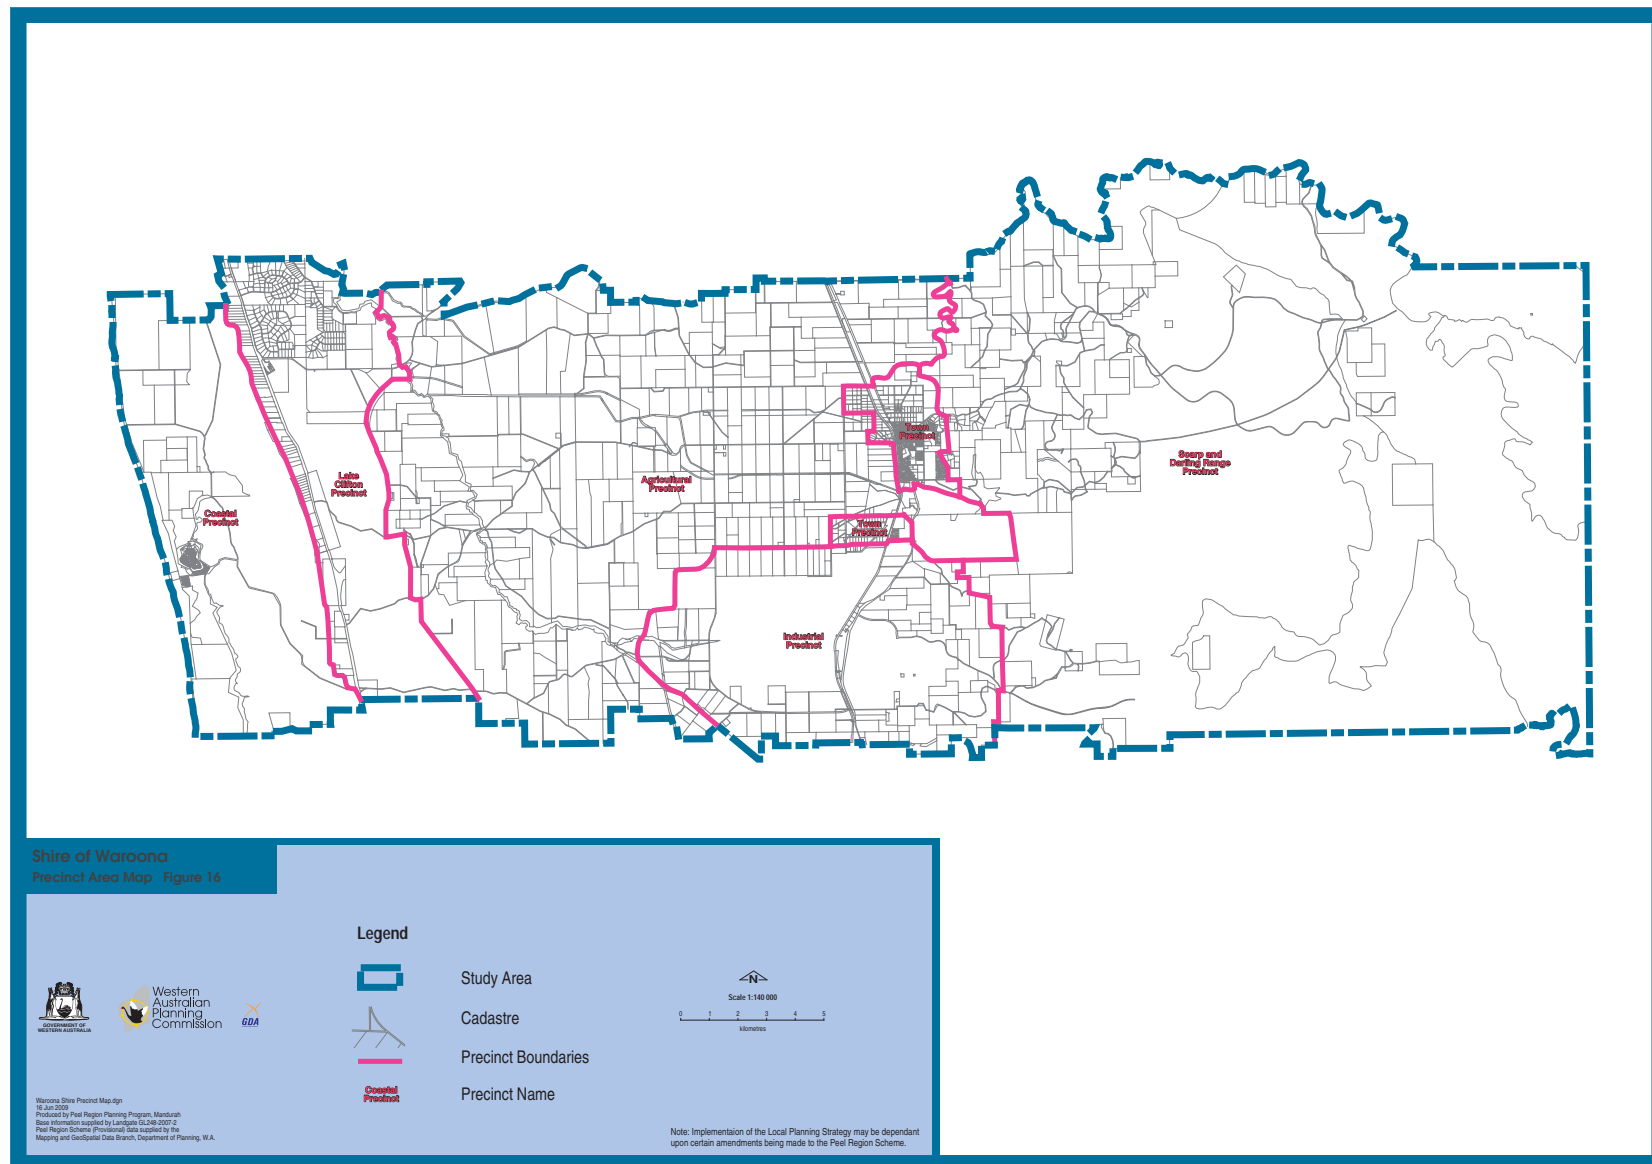 Town
Precinct
Scarp and
Darling Range
Precinct
Lake
Clifton
Precinct
Agricultural
Precinct
Coastal
Precinct
Town
Precinct
Industrial
Precinct
Shire of Waroona
Precinct Area Map   Figure 16
Legend
Study Area
Cadastre
Precinct Boundaries
Coastal
Precinct
Precinct Name
N
Scale 1:140 000
0 1 2 3 4 5
kilometres
GOVERNMENT OF
WESTERN AUSTRALIA
Western
Australian
Planning
Commission
GDA
Waroona Shire Precinct Map.dgn
16 Jun 2009
Produced by Peel Region Planning Program, Mandurah
Base information supplied by Landgate GL248-2007-2
Peel Region Scheme (Provisional) data supplied by the
Mapping and GeoSpatial Data Branch, Department of Planning, W.A.
Note: Implementaion of the Local Planning Strategy may be dependant
upon certain amendments being made to the Peel Region Scheme.